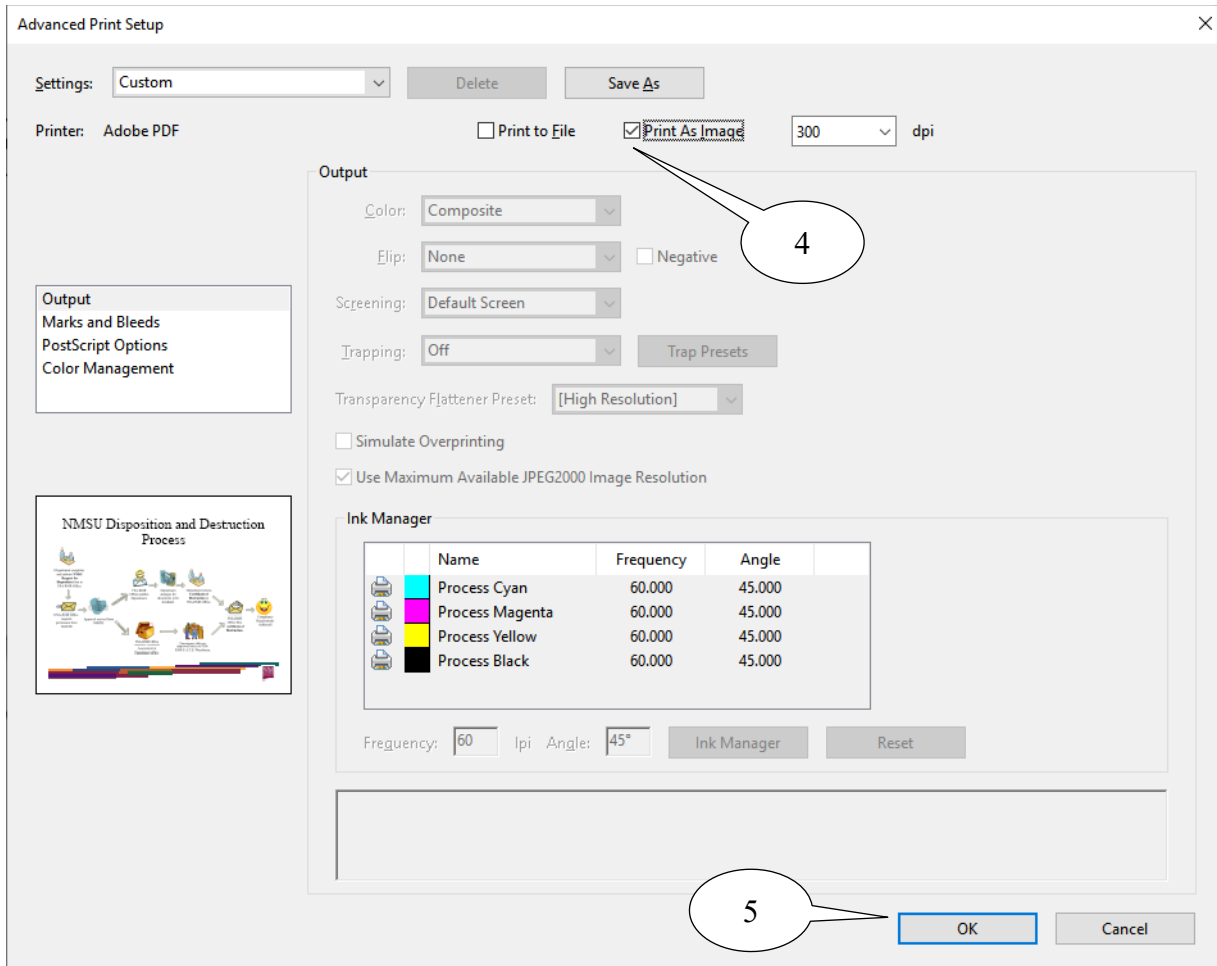 Advanced Print Setup
Settings: Custom Delete Save As
Printer: Adobe PDF Print to File Print As Image 300 dpi
Output
Color: Composite
4
Flip: None Negative
Output
Marks and Bleeds
PostScript Options
Color Management
Screening: Default Screen
Trapping: Off Trap Presets
Transparency Flattener Preset: [High Resolution]
Simulate Overprinting
Use Maximum Available JPEG2000 Image Resolution
NMSU Disposition and Destruction
Process
Ink Manager
Name Frequency Angle
Process Cyan 60.000 45.000
Process Magenta 60.000 45.000
Process Yellow 60.000 45.000
Process Black 60.000 45.000
Frequency: 60 lpi Angle: 45° Ink Manager Reset
5
OK Cancel